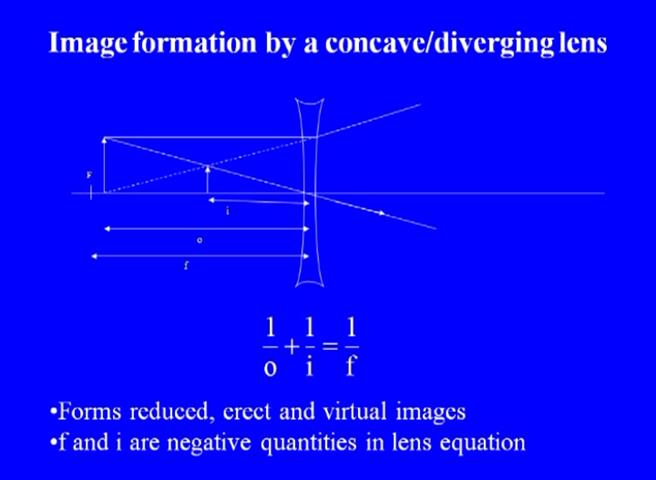 Image formation by a concave/diverging lens
F
i
o
f
1/o + 1/i = 1/f
•Forms reduced, erect and virtual images
•f and i are negative quantities in lens equation